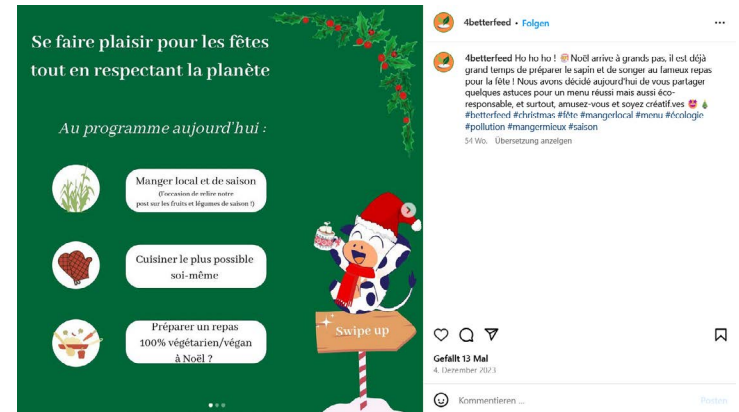 Se faire plaisir pour les fêtes
tout en respectant la planète
Au programme aujourd'hui :
Manger local et de saison
(l'occasion de relire notre
post sur les fruits et légumes de saison !)
Cuisiner le plus possible
soi-même
Préparer un repas
100% végétarien/végan
à Noël ?
Swipe up
4betterfeed • Folgen
4betterfeed Ho ho ho ! 🎅 Noël arrive à grands pas, il est déjà
grand temps de préparer le sapin et de songer au fameux repas
pour la fête ! Nous avons décidé aujourd'hui de vous partager
quelques astuces pour un menu réussi mais aussi éco-
responsable, et surtout, amusez-vous et soyez créatif.ves 🤩 🎄
#betterfeed #christmas #fête #mangerlocal #menu #écologie
#pollution #mangermieux #saison
54 Wo. Übersetzung anzeigen
Gefällt 13 Mal
4. Dezember 2023
Kommentieren ...
Posten